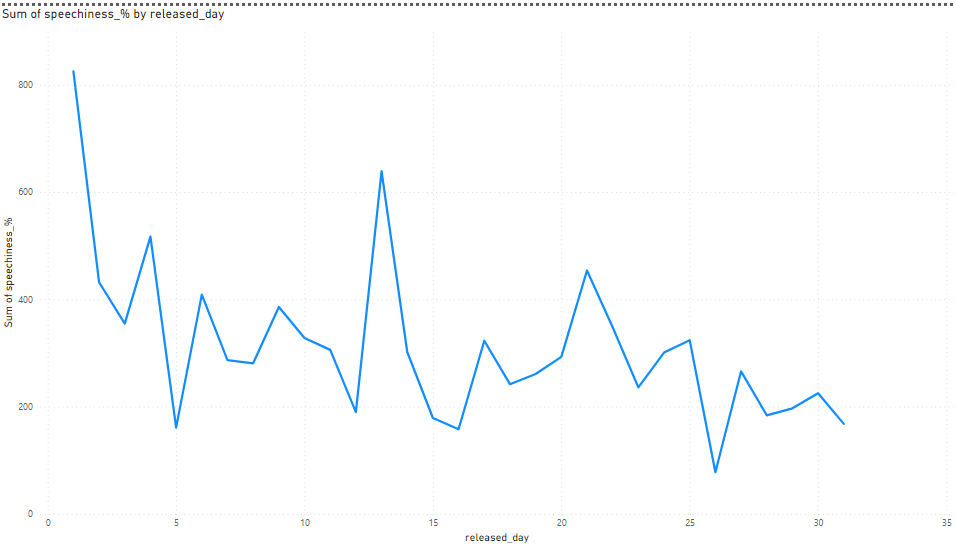 Sum of speechiness_% by released_day
Sum of speechiness_%
800
600
400
200
0
0 5 10 15 20 25 30 35
released_day